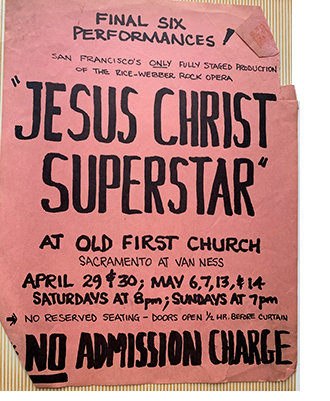 FINAL SIX
PERFORMANCES!
SAN FRANCISCO'S ONLY FULLY STAGED PRODUCTION
OF THE RICE-WEBBER ROCK OPERA
"JESUS CHRIST
SUPERSTAR"
AT OLD FIRST CHURCH
SACRAMENTO AT VAN NESS
APRIL 29 & 30; MAY 6, 7, 13, & 14
SATURDAYS AT 8pm; SUNDAYS AT 7pm
→ NO RESERVED SEATING - DOORS OPEN ½ HR. BEFORE CURTAIN
NO ADMISSION CHARGE